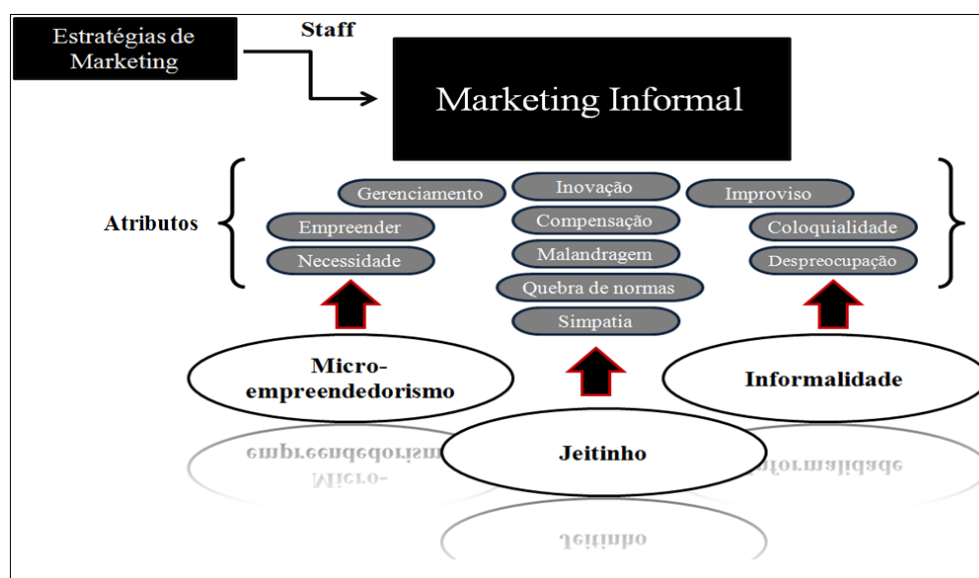 Estratégias de
Marketing
Staff
Marketing Informal
Atributos
Gerenciamento
Empreender
Necessidade
Inovação
Compensação
Malandragem
Quebra de normas
Simpatia
Improviso
Coloquialidade
Despreocupação
Micro-
empreendedorismo
Jeitinho
Informalidade